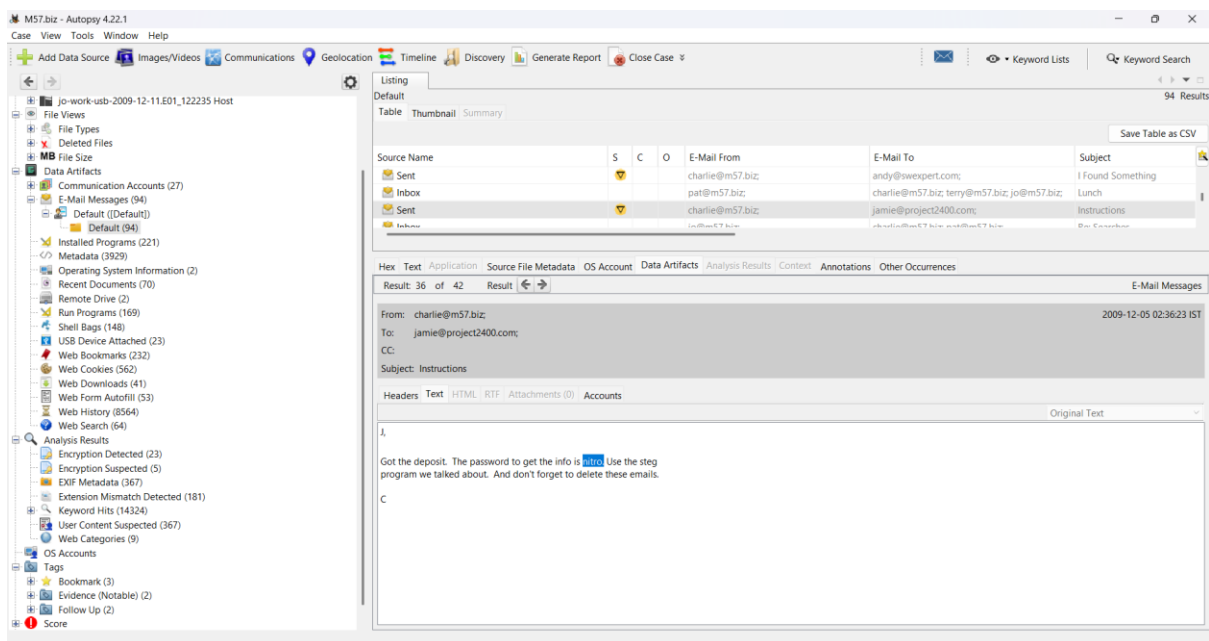 M57.biz - Autopsy 4.22.1
Case View Tools Window Help
Add Data Source Images/Videos Communications Geolocation Timeline Discovery Generate Report Close Case Keyword Lists Keyword Search
jo-work-usb-2009-12-11.E01_122235 Host
File Views
File Types
Deleted Files
MB File Size
Data Artifacts
Communication Accounts (27)
E-Mail Messages (94)
Default ([Default])
Default (94)
Installed Programs (221)
Metadata (3929)
Operating System Information (2)
Recent Documents (70)
Remote Drive (2)
Run Programs (169)
Shell Bags (148)
USB Device Attached (23)
Web Bookmarks (232)
Web Cookies (562)
Web Downloads (41)
Web Form Autofill (53)
Web History (8564)
Web Search (64)
Analysis Results
Encryption Detected (23)
Encryption Suspected (5)
EXIF Metadata (367)
Extension Mismatch Detected (181)
Keyword Hits (14324)
User Content Suspected (367)
Web Categories (9)
OS Accounts
Tags
Bookmark (3)
Evidence (Notable) (2)
Follow Up (2)
Score
Listing
Default 94 Results
Table Thumbnail Summary
Save Table as CSV
Source Name S C O E-Mail From E-Mail To Subject
Sent charlie@m57.biz; andy@swexpert.com; I Found Something
Inbox pat@m57.biz; charlie@m57.biz; terry@m57.biz; jo@m57.biz; Lunch
Sent charlie@m57.biz; jamie@project2400.com; Instructions
Inbox jo@m57.biz; charlie@m57.biz; pat@m57.biz; Re: Searches
Hex Text Application Source File Metadata OS Account Data Artifacts Analysis Results Context Annotations Other Occurrences
Result: 36 of 42 Result E-Mail Messages
From: charlie@m57.biz; 2009-12-05 02:36:23 IST
To: jamie@project2400.com;
CC:
Subject: Instructions
Headers Text HTML RTF Attachments (0) Accounts
Original Text
J,
Got the deposit. The password to get the info is nitro. Use the steg
program we talked about. And don't forget to delete these emails.
C